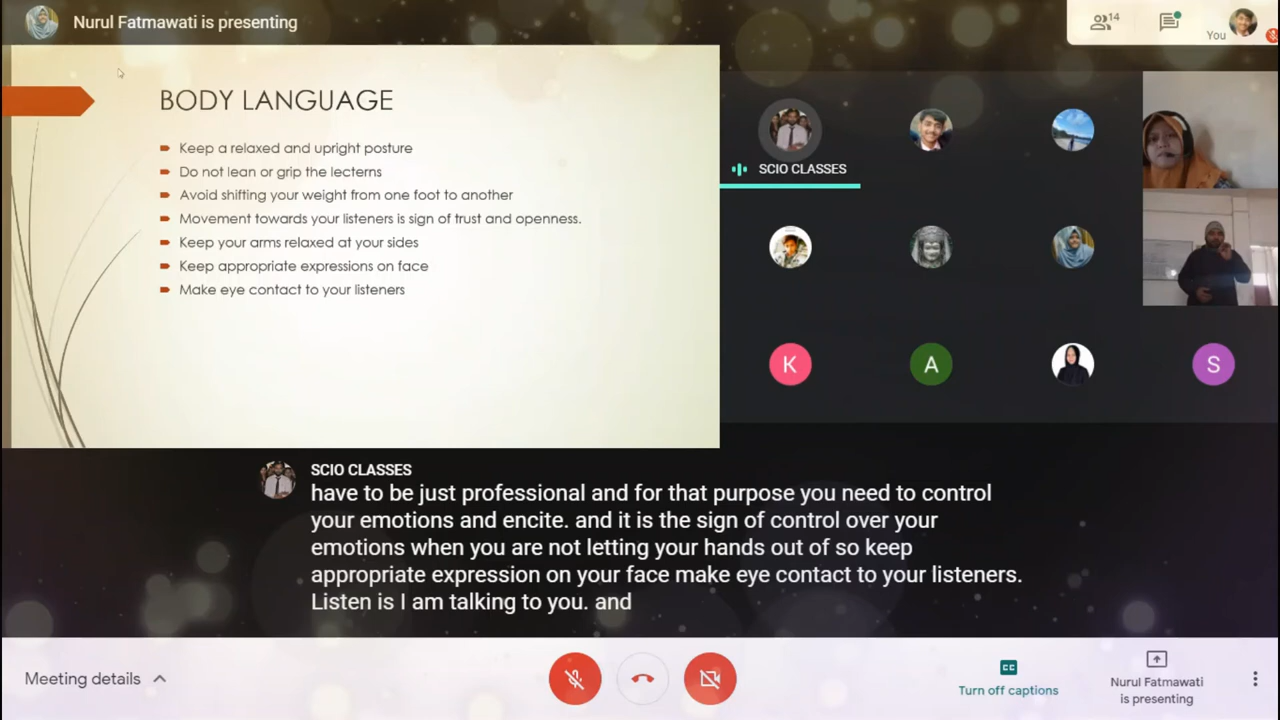 Nurul Fatmawati is presenting
14
You
BODY LANGUAGE
Keep a relaxed and upright posture
Do not lean or grip the lecterns
Avoid shifting your weight from one foot to another
Movement towards your listeners is sign of trust and openness.
Keep your arms relaxed at your sides
Keep appropriate expressions on face
Make eye contact to your listeners
SCIO CLASSES
K
A
S
SCIO CLASSES
have to be just professional and for that purpose you need to control
your emotions and encite. and it is the sign of control over your
emotions when you are not letting your hands out of so keep
appropriate expression on your face make eye contact to your listeners.
Listen is I am talking to you. and
Meeting details
CC
Turn off captions
Nurul Fatmawati
is presenting